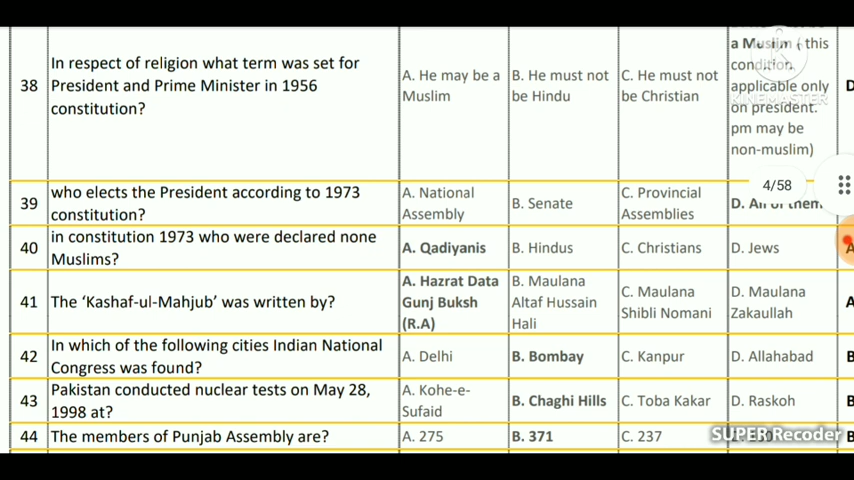 In respect of religion what term was set for
38 President and Prime Minister in 1956
constitution?
A. He may be a
Muslim
B. He must not
be Hindu
C. He must not
be Christian
a Muslim ( this
condition
applicable only
on president.
pm may be
non-muslim)
D
KINEMASTER
4/58
who elects the President according to 1973
39 constitution?
A. National
Assembly
B. Senate
C. Provincial
Assemblies
D. All of them
in constitution 1973 who were declared none
40 Muslims?
A. Qadiyanis
B. Hindus
C. Christians
D. Jews
A
41 The ‘Kashaf-ul-Mahjub’ was written by?
A. Hazrat Data
Gunj Buksh
(R.A)
B. Maulana
Altaf Hussain
Hali
C. Maulana
Shibli Nomani
D. Maulana
Zakaullah
A
In which of the following cities Indian National
42 Congress was found?
A. Delhi
B. Bombay
C. Kanpur
D. Allahabad
B
Pakistan conducted nuclear tests on May 28,
43 1998 at?
A. Kohe-e-
Sufaid
B. Chaghi Hills
C. Toba Kakar
D. Raskoh
B
44 The members of Punjab Assembly are?
A. 275
B. 371
C. 237
B
SUPER Recorder